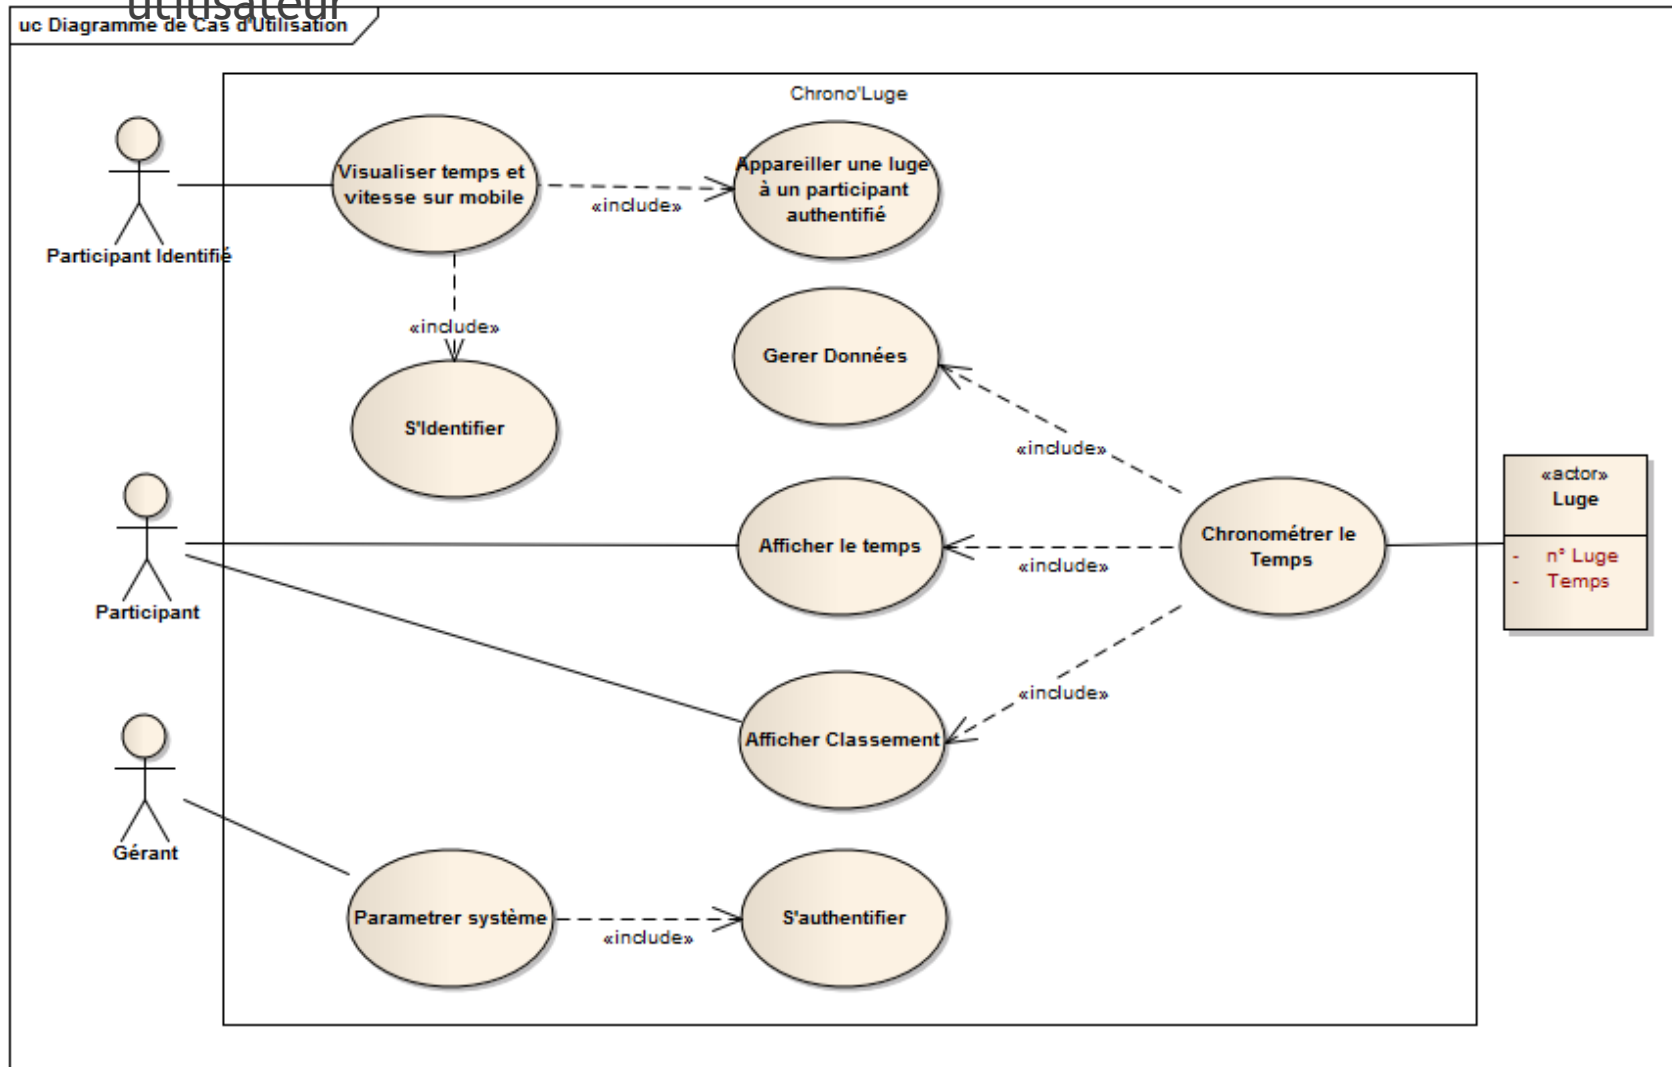 utilisateur
uc Diagramme de Cas d'Utilisation
Chrono'Luge
Visualiser temps et
vitesse sur mobile
«include»
Appareiller une luge
à un participant
authentifié
Participant Identifié
«include»
S'Identifier
Gerer Données
«include»
«actor»
Luge
- n° Luge
- Temps
Chronométrer le
Temps
Afficher le temps
«include»
Participant
«include»
Afficher Classement
Gérant
Parametrer système
«include»
S'authentifier